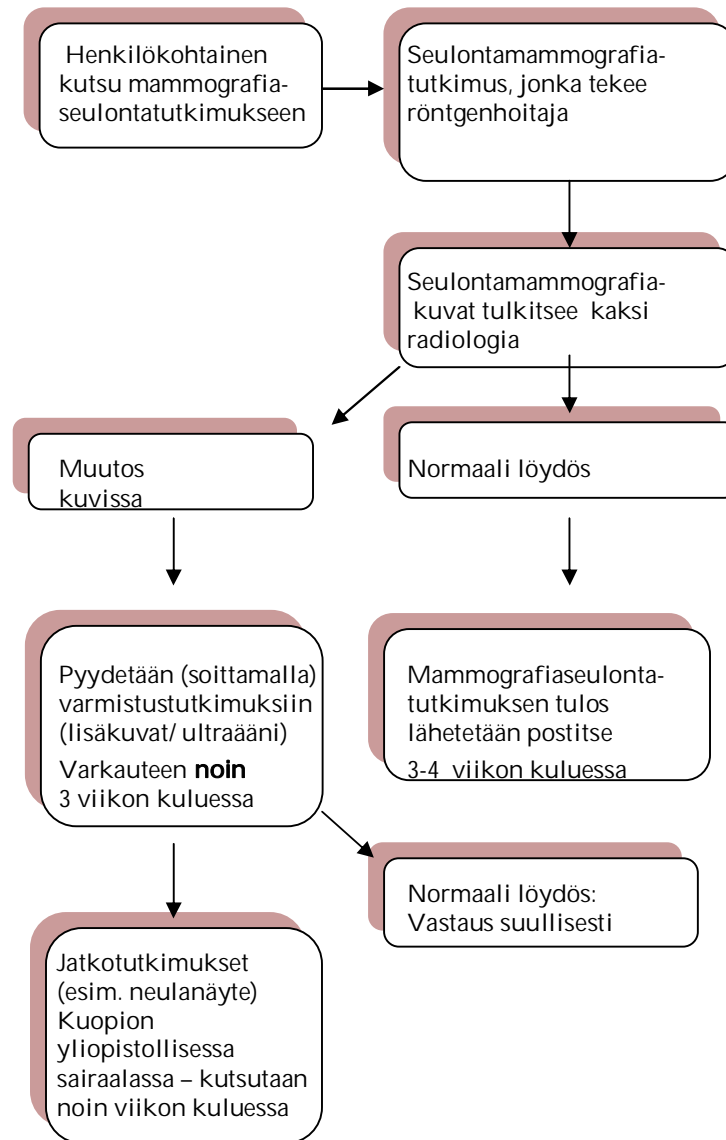 Henkilökohtainen
kutsu mammografia-
seulontatutkimukseen
Seulontamammografia-
tutkimus, jonka tekee
röntgenhoitaja
Seulontamammografia-
kuvat tulkitsee kaksi
radiologia
Muutos
kuvissa
Normaali löydös
Pyydetään (soittamalla)
varmistustutkimuksiin
(lisäkuvat/ ultraääni)
Varkauteen noin
3 viikon kuluessa
Mammografiaseulonta-
tutkimuksen tulos
lähetetään postitse
3-4 viikon kuluessa
Normaali löydös:
Vastaus suullisesti
Jatkotutkimukset
(esim. neulanäyte)
Kuopion
yliopistollisessa
sairaalassa – kutsutaan
noin viikon kuluessa